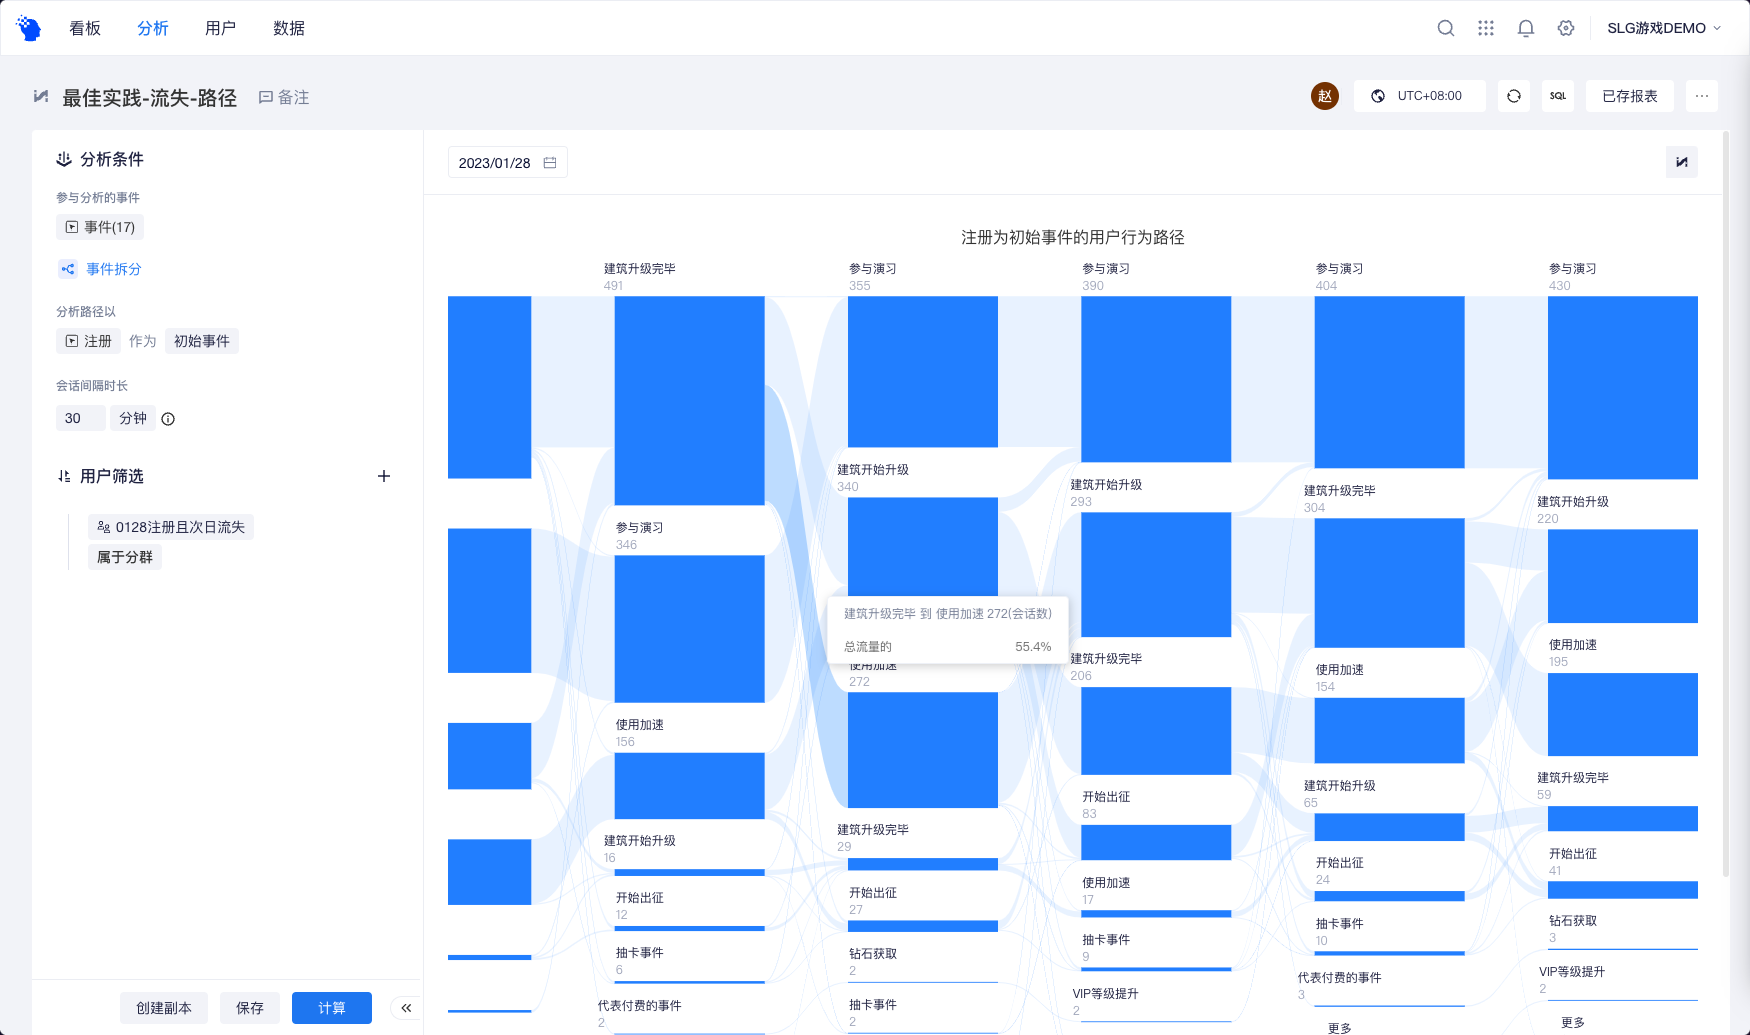 看板
分析
用户
数据
SLG游戏DEMO
最佳实践-流失-路径
备注
赵
UTC+08:00
SQL
已存报表
分析条件
参与分析的事件
事件(17)
事件拆分
分析路径以
注册 作为 初始事件
会话间隔时长
30 分钟
用户筛选
0128注册且次日流失
属于分群
创建副本
保存
计算
2023/01/28
注册为初始事件的用户行为路径
建筑升级完毕
491
参与演习
346
使用加速
156
建筑开始升级
16
开始出征
12
抽卡事件
6
代表付费的事件
2
参与演习
355
建筑开始升级
340
建筑升级完毕 到 使用加速 272(会话数)
总流量的 55.4%
使用加速
272
建筑升级完毕
29
开始出征
27
钻石获取
2
抽卡事件
2
参与演习
390
建筑开始升级
293
建筑升级完毕
206
开始出征
83
使用加速
17
抽卡事件
9
VIP等级提升
2
参与演习
404
建筑升级完毕
304
使用加速
154
建筑开始升级
65
开始出征
24
抽卡事件
10
代表付费的事件
3
更多
参与演习
430
建筑开始升级
220
使用加速
195
建筑升级完毕
59
开始出征
41
钻石获取
3
VIP等级提升
2
更多